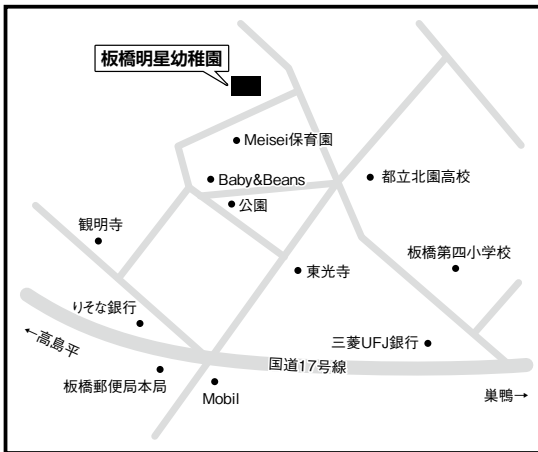 板橋明星幼稚園
Meisei保育園
Baby&Beans
都立北園高校
公園
観明寺
板橋第四小学校
東光寺
りそな銀行
←高島平
三菱UFJ銀行
国道17号線
板橋郵便局本局
Mobil
巣鴨→